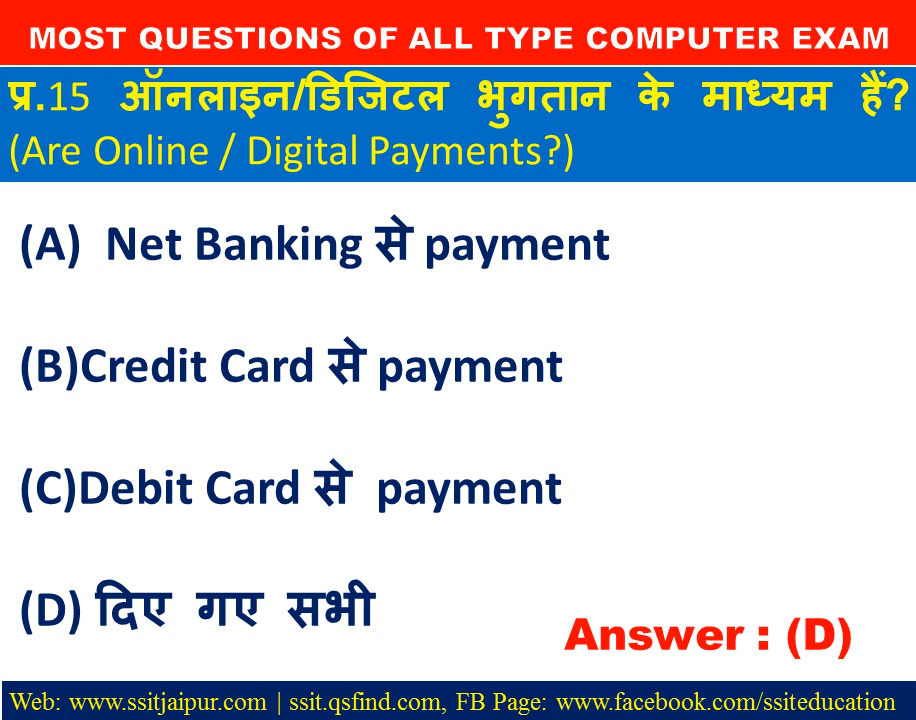 MOST QUESTIONS OF ALL TYPE COMPUTER EXAM
प्र.15 ऑनलाइन/डिजिटल भुगतान के माध्यम हैं?
(Are Online / Digital Payments?)
(A) Net Banking से payment
(B)Credit Card से payment
(C)Debit Card से payment
(D) दिए गए सभी
Answer : (D)
Web: www.ssitjaipur.com | ssit.qsfind.com, FB Page: www.facebook.com/ssiteducation